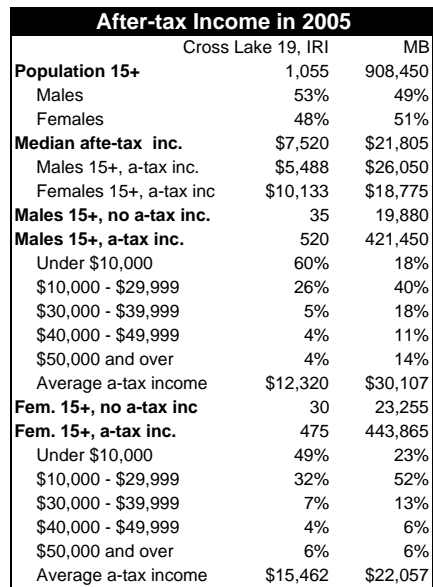 After-tax Income in 2005
Cross Lake 19, IRI MB
Population 15+ 1,055 908,450
Males 53% 49%
Females 48% 51%
Median afte-tax inc. $7,520 $21,805
Males 15+, a-tax inc. $5,488 $26,050
Females 15+, a-tax inc $10,133 $18,775
Males 15+, no a-tax inc. 35 19,880
Males 15+, a-tax inc. 520 421,450
Under $10,000 60% 18%
$10,000 - $29,999 26% 40%
$30,000 - $39,999 5% 18%
$40,000 - $49,999 4% 11%
$50,000 and over 4% 14%
Average a-tax income $12,320 $30,107
Fem. 15+, no a-tax inc 30 23,255
Fem. 15+, a-tax inc. 475 443,865
Under $10,000 49% 23%
$10,000 - $29,999 32% 52%
$30,000 - $39,999 7% 13%
$40,000 - $49,999 4% 6%
$50,000 and over 6% 6%
Average a-tax income $15,462 $22,057